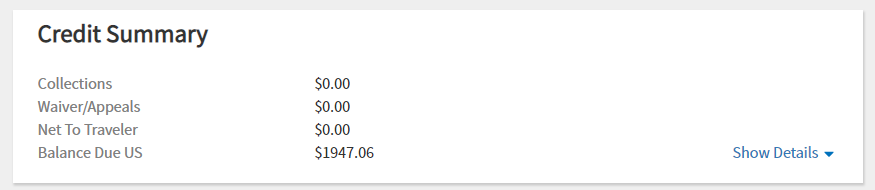 Credit Summary
Collections $0.00
Waiver/Appeals $0.00
Net To Traveler $0.00
Balance Due US $1947.06 Show Details